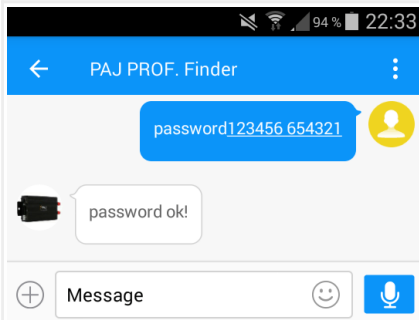 94 % 22:33
PAJ PROF. Finder
password123456 654321
password ok!
Message